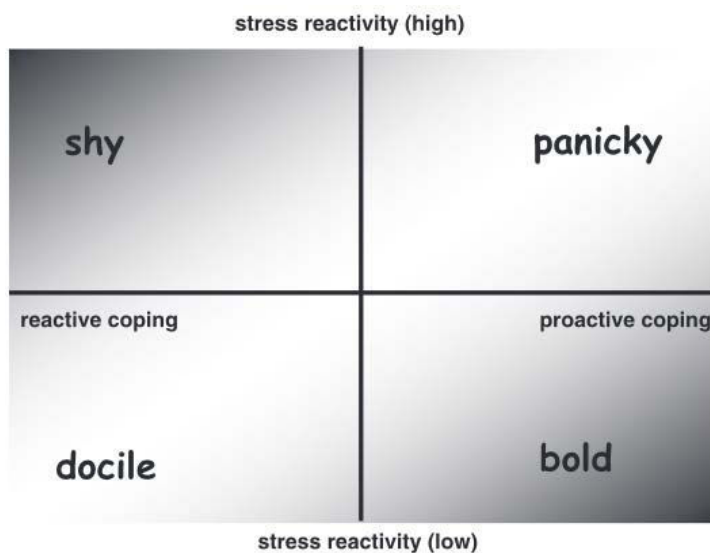 stress reactivity (high)
shy
panicky
reactive coping
proactive coping
docile
bold
stress reactivity (low)